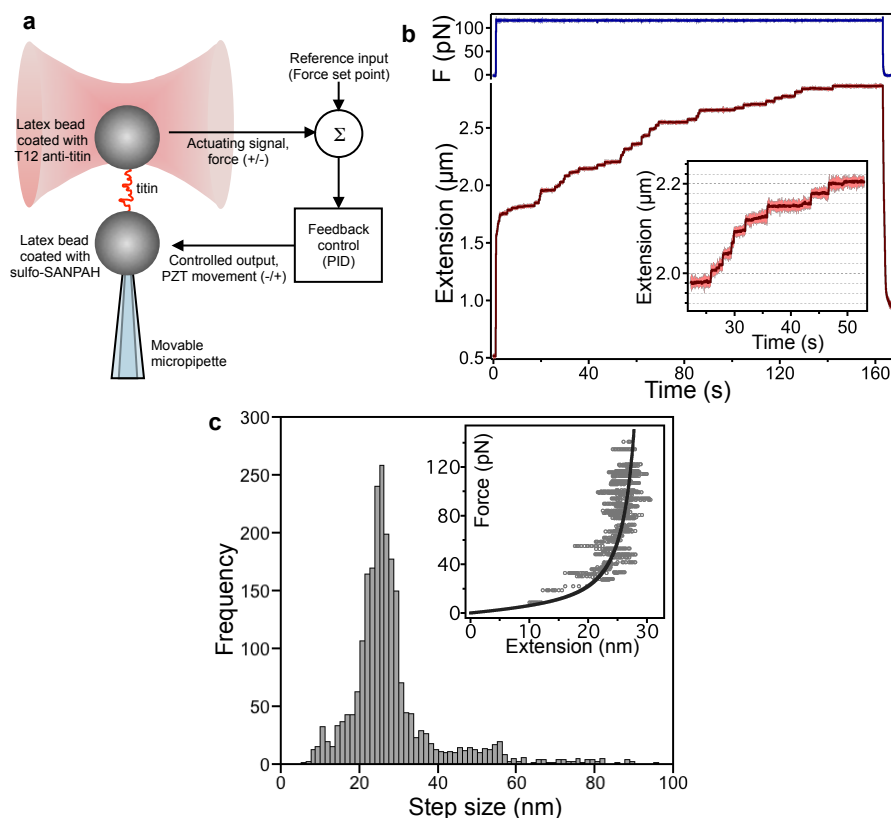 a
Reference input
(Force set point)
Latex bead
coated with
T12 anti-titin
Σ
Actuating signal,
force (+/-)
titin
Latex bead
coated with
sulfo-SANPAH
Feedback
control
(PID)
Controlled output,
PZT movement (-/+)
Movable
micropipette
b
F (pN)
100
50
0
Extension (µm)
2.5
2.0
1.5
1.0
0.5
0
40
80
120
160
Time (s)
Extension (µm)
2.2
2.0
30
40
50
Time (s)
c
Frequency
300
250
200
150
100
50
0
0
20
40
60
80
100
Step size (nm)
Force (pN)
120
80
40
0
0
10
20
30
Extension (nm)